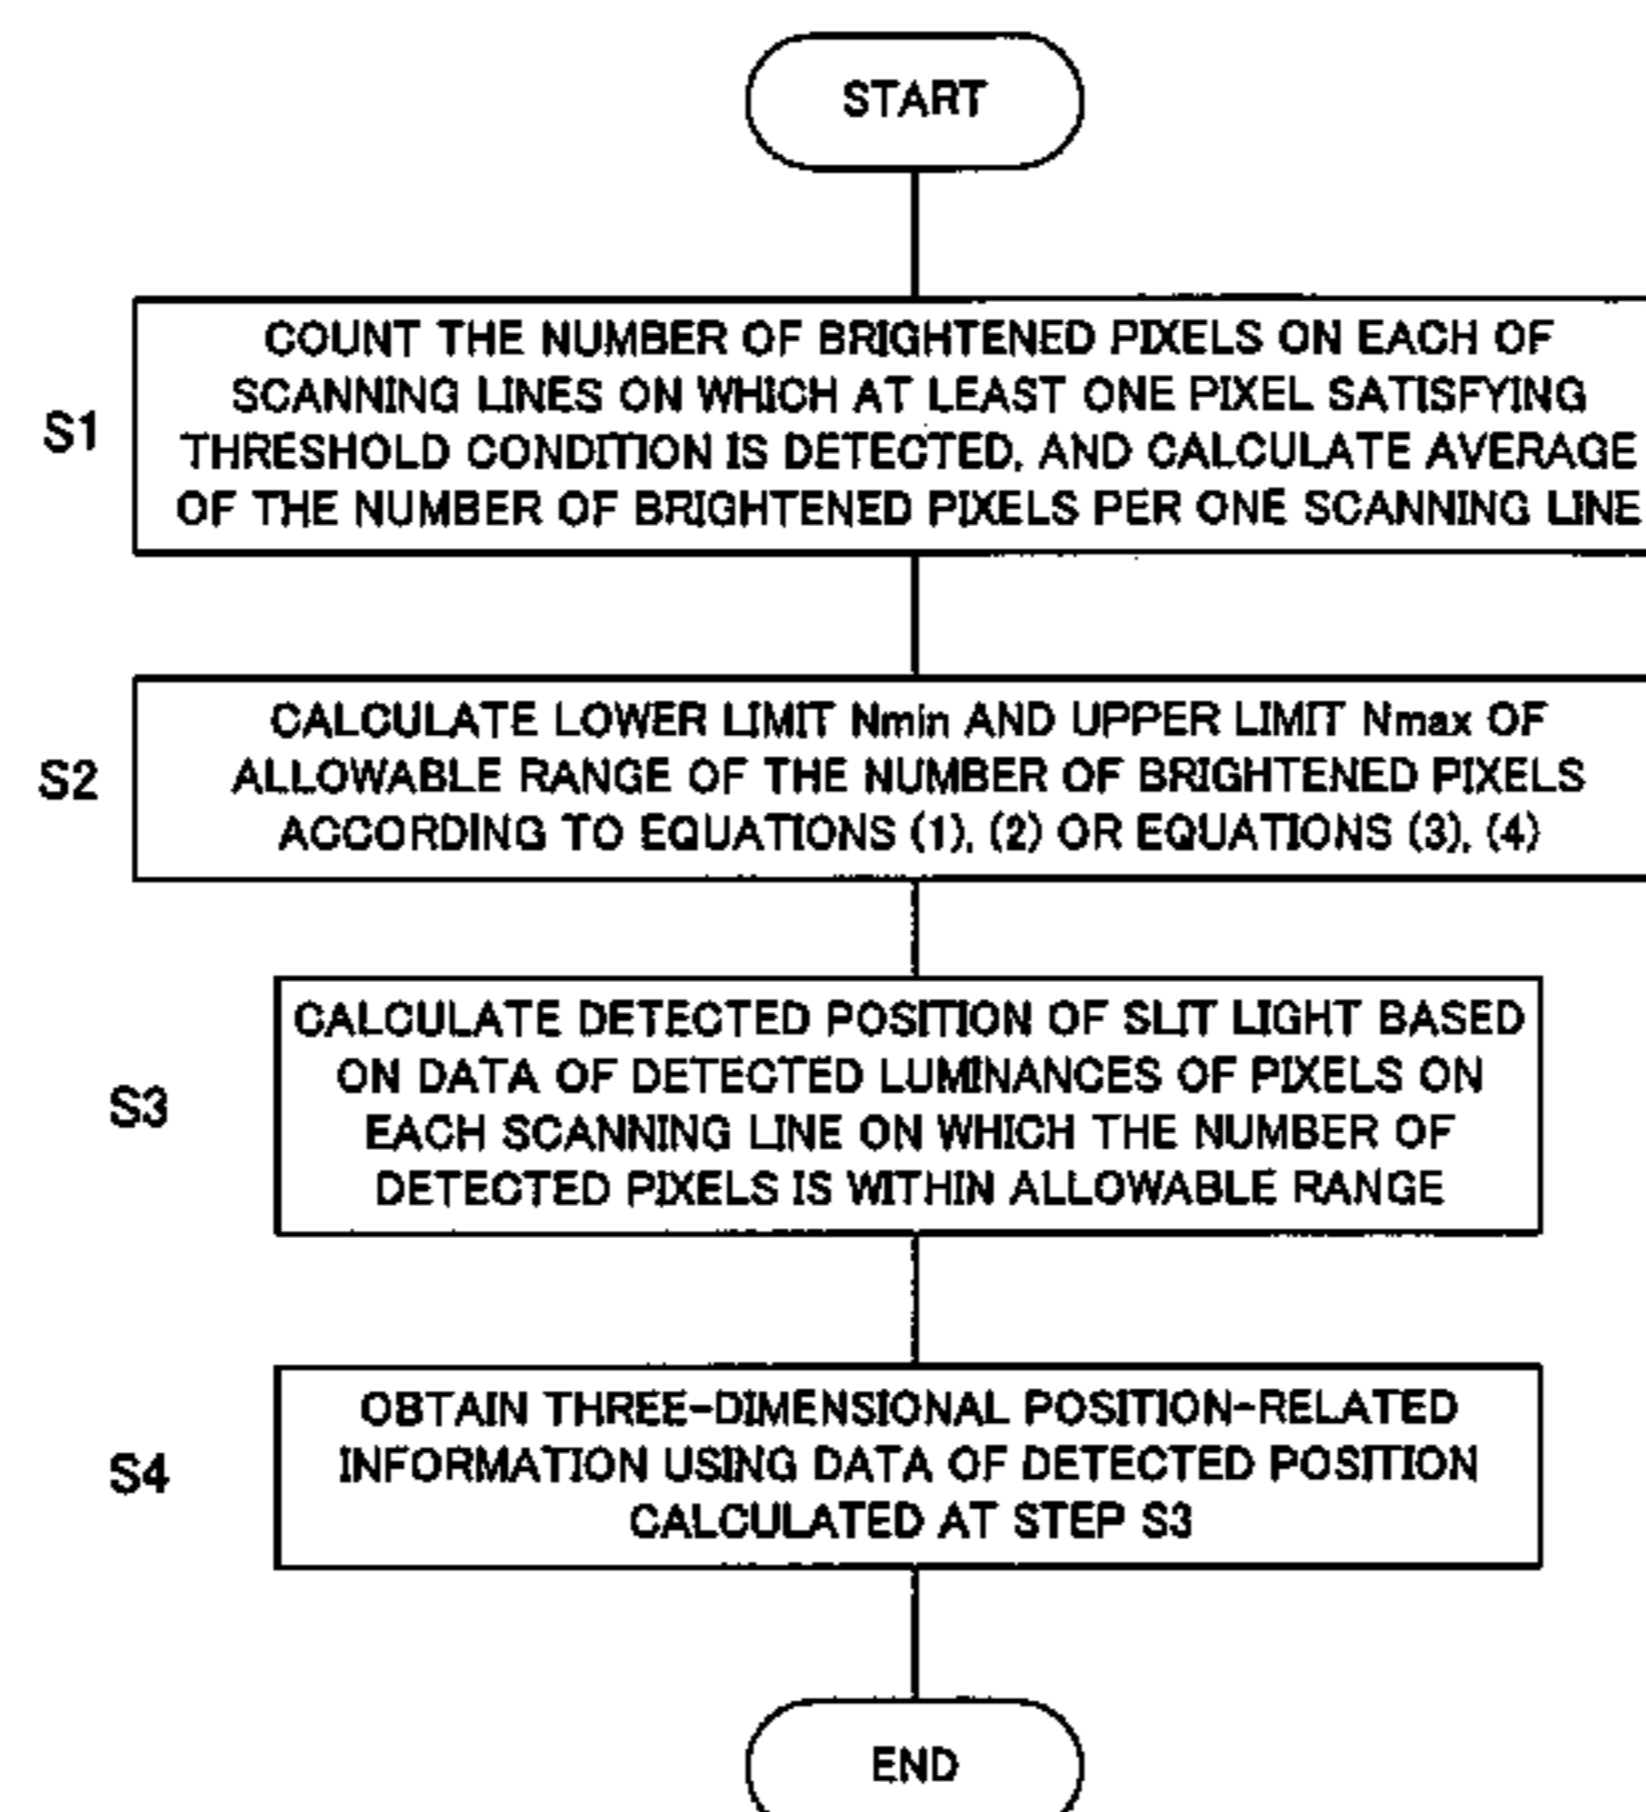 START
COUNT THE NUMBER OF BRIGHTENED PIXELS ON EACH OF
SCANNING LINES ON WHICH AT LEAST ONE PIXEL SATISFYING
S1
THRESHOLD CONDITION IS DETECTED, AND CALCULATE AVERAGE
OF THE NUMBER OF BRIGHTENED PIXELS PER ONE SCANNING LINE
CALCULATE LOWER LIMIT Nmin AND UPPER LIMIT Nmax OF
S2
ALLOWABLE RANGE OF THE NUMBER OF BRIGHTENED PIXELS
ACCORDING TO EQUATIONS (1), (2) OR EQUATIONS (3), (4)
CALCULATE DETECTED POSITION OF SLIT LIGHT BASED
ON DATA OF DETECTED LUMINANCES OF PIXELS ON
S3
EACH SCANNING LINE ON WHICH THE NUMBER OF
DETECTED PIXELS IS WITHIN ALLOWABLE RANGE
OBTAIN THREE-DIMENSIONAL POSITION-RELATED
S4
INFORMATION USING DATA OF DETECTED POSITION
CALCULATED AT STEP S3
END